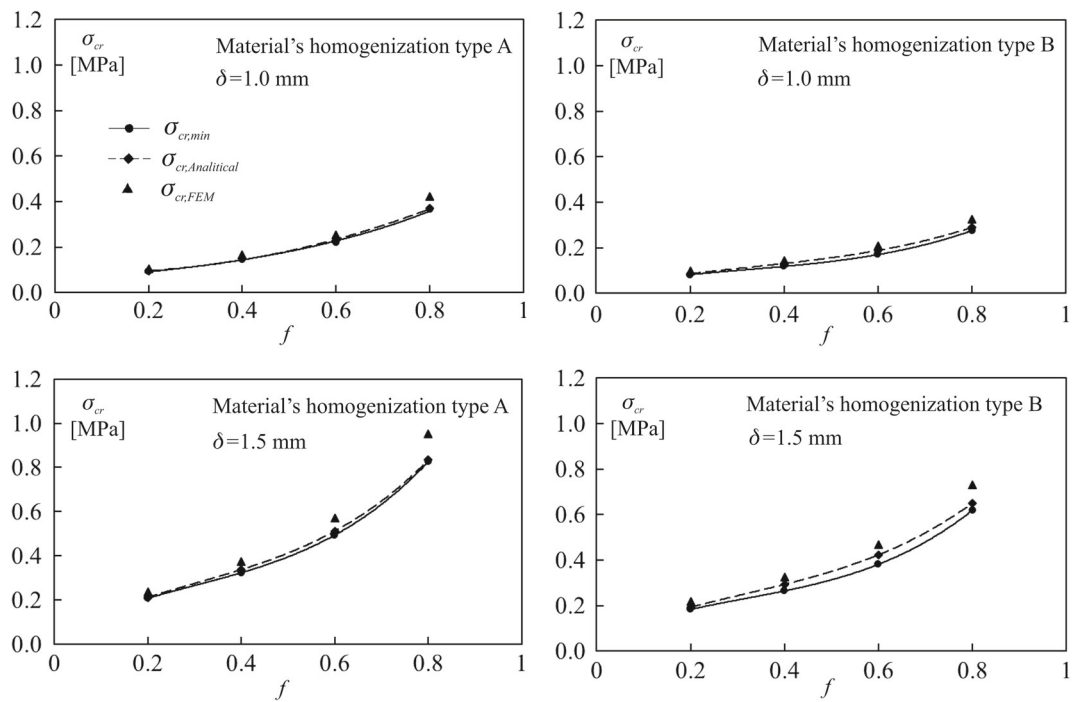 1.2
1.0
0.8
0.6
0.4
0.2
0.0
σcr
[MPa]
Material's homogenization type A
δ=1.0 mm
σcr,min
σcr,Analitical
σcr,FEM
0
0.2
0.4
0.6
0.8
1
f
1.2
1.0
0.8
0.6
0.4
0.2
0.0
σcr
[MPa]
Material's homogenization type B
δ=1.0 mm
0
0.2
0.4
0.6
0.8
1
f
1.2
1.0
0.8
0.6
0.4
0.2
0.0
σcr
[MPa]
Material's homogenization type A
δ=1.5 mm
0
0.2
0.4
0.6
0.8
1
f
1.2
1.0
0.8
0.6
0.4
0.2
0.0
σcr
[MPa]
Material's homogenization type B
δ=1.5 mm
0
0.2
0.4
0.6
0.8
1
f